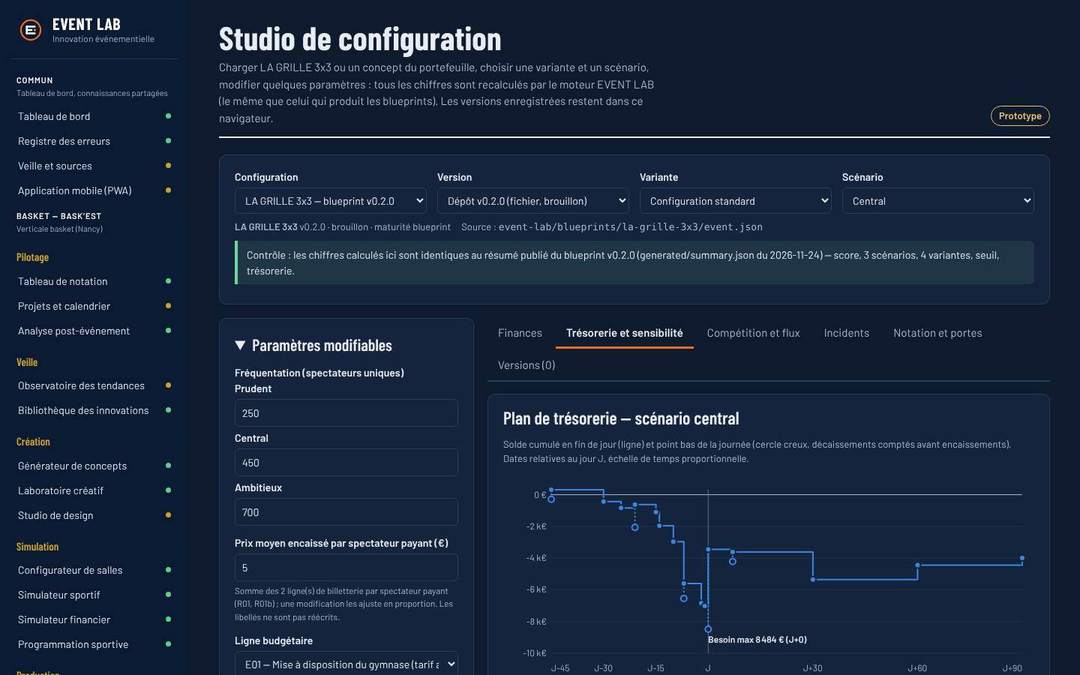 EVENT LAB
Innovation événementielle
COMMUN
Tableau de bord, connaissances partagées
Tableau de bord
Registre des erreurs
Veille et sources
Application mobile (PWA)
BASKET — BASK'EST
Verticale basket (Nancy)
Pilotage
Tableau de notation
Projets et calendrier
Analyse post-événement
Veille
Observatoire des tendances
Bibliothèque des innovations
Création
Générateur de concepts
Laboratoire créatif
Studio de design
Simulation
Configurateur de salles
Simulateur sportif
Simulateur financier
Programmation sportive
Production
Studio de configuration
Charger LA GRILLE 3x3 ou un concept du portefeuille, choisir une variante et un scénario,
modifier quelques paramètres : tous les chiffres sont recalculés par le moteur EVENT LAB
(le même que celui qui produit les blueprints). Les versions enregistrées restent dans ce
navigateur.
Prototype
Configuration
Version
Variante
Scénario
LA GRILLE 3x3 — blueprint v0.2.0
Dépôt v0.2.0 (fichier, brouillon)
Configuration standard
Central
LA GRILLE 3x3 v0.2.0 · brouillon · maturité blueprint Source : event-lab/blueprints/la-grille-3x3/event.json
Contrôle : les chiffres calculés ici sont identiques au résumé publié du blueprint v0.2.0 (generated/summary.json du 2026-11-24) — score, 3 scénarios, 4 variantes, seuil,
trésorerie.
▼ Paramètres modifiables
Fréquentation (spectateurs uniques)
Prudent
250
Central
450
Ambitieux
700
Prix moyen encaissé par spectateur payant (€)
5
Somme des 2 ligne(s) de billetterie par spectateur payant
(R01, R01b) ; une modification les ajuste en proportion. Les
libellés ne sont pas réécrits.
Ligne budgétaire
E01 — Mise à disposition du gymnase (tarif a
Finances
Trésorerie et sensibilité
Compétition et flux
Incidents
Notation et portes
Versions (0)
Plan de trésorerie — scénario central
Solde cumulé en fin de jour (ligne) et point bas de la journée (cercle creux, décaissements comptés avant encaissements).
Dates relatives au jour J, échelle de temps proportionnelle.
0 €
-2 k€
-4 k€
-6 k€
-8 k€
-10 k€
Besoin max 8 484 € (J+0)
J-45
J-30
J-15
J
J+30
J+60
J+90